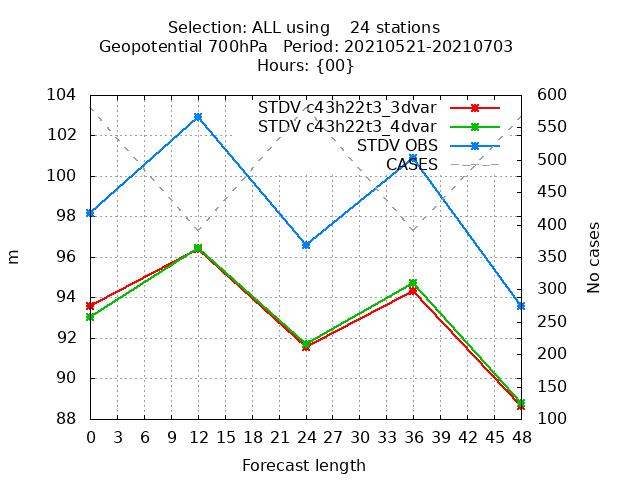 Selection: ALL using    24 stations
Geopotential 700hPa   Period: 20210521-20210703
Hours: {00}
STDV c43h22t3_3dvar
STDV c43h22t3_4dvar
STDV OBS
CASES
104
102
100
98
96
94
92
90
88
m
600
550
500
450
400
350
300
250
200
150
100
No cases
0 3 6 9 12 15 18 21 24 27 30 33 36 39 42 45 48
Forecast length